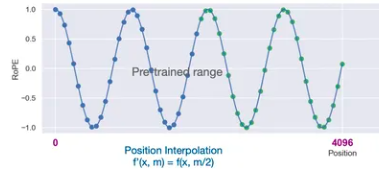 1.0
0.5
0.0
−0.5
−1.0
RoPE
Pre-trained range
0
4096
Position
Position Interpolation
f'(x, m) = f(x, m/2)